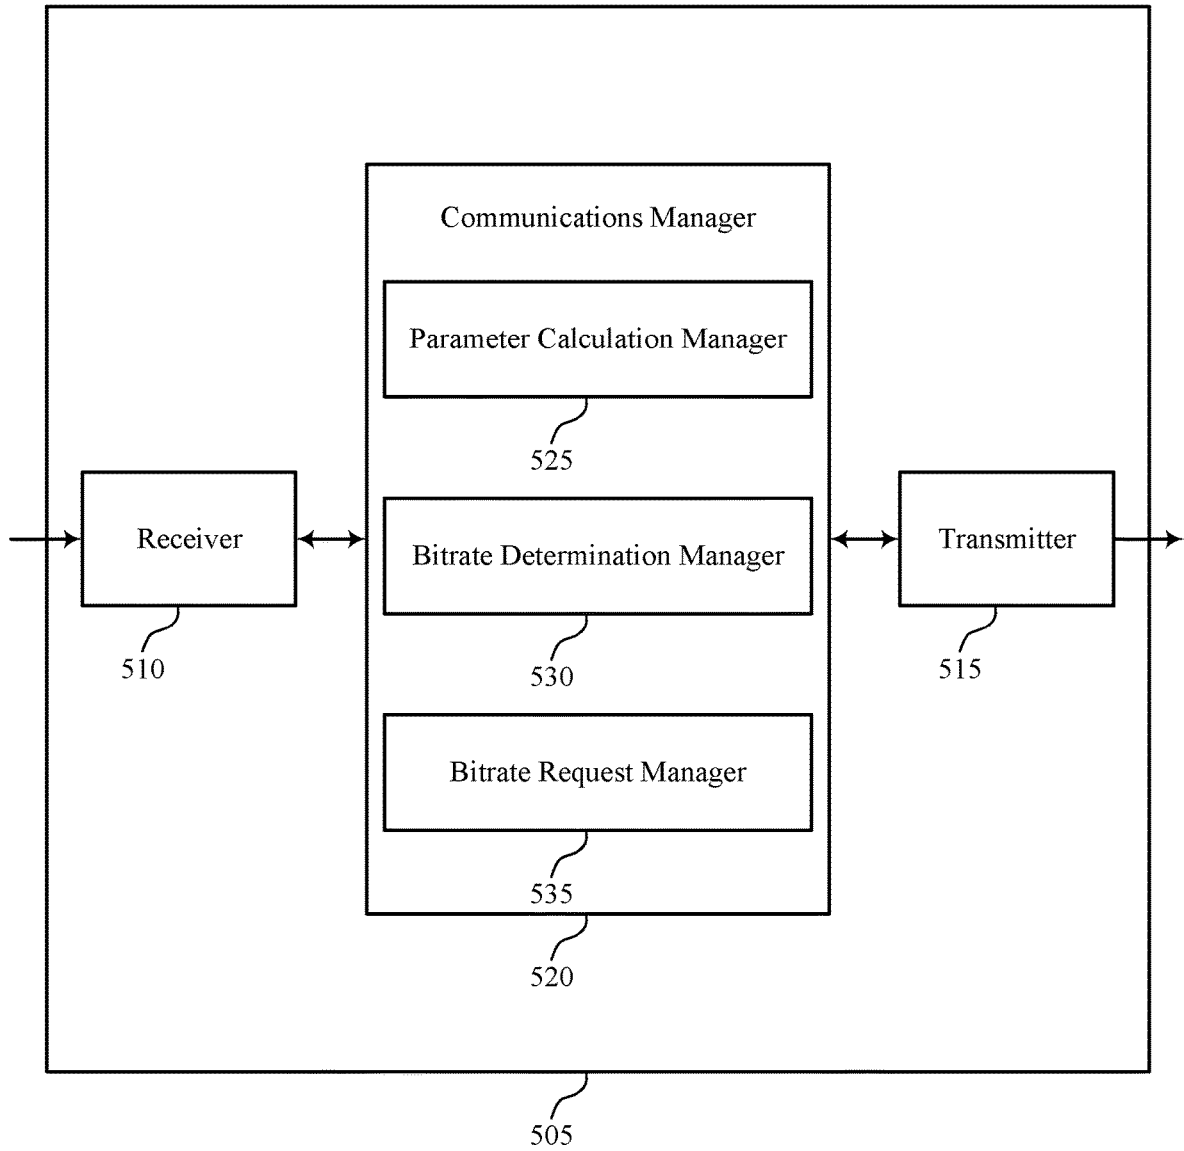 Communications Manager
Parameter Calculation Manager
525
Receiver
510
Bitrate Determination Manager
530
Transmitter
515
Bitrate Request Manager
535
520
505